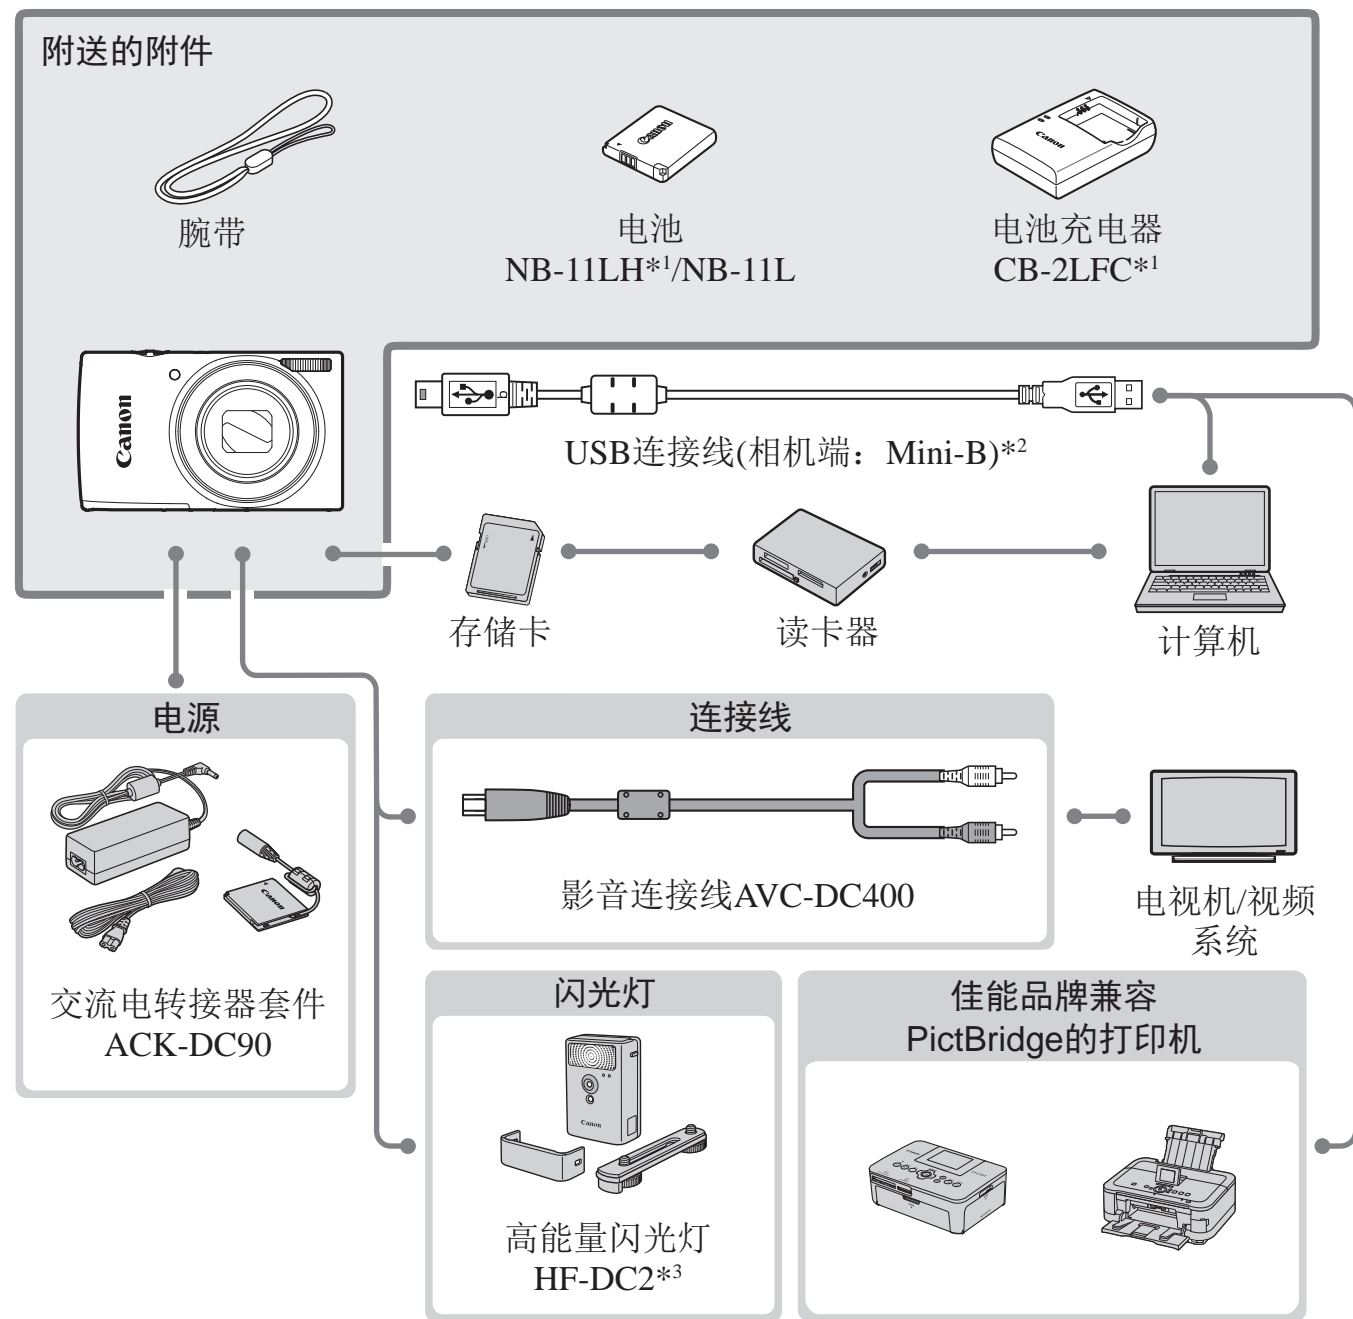 附送的附件
Canon
Canon
腕带
电池
NB-11LH*1/NB-11L
电池充电器
CB-2LFC*1
Canon
USB连接线(相机端：Mini-B)*2
存储卡
读卡器
计算机
电源
Canon
交流电转接器套件
ACK-DC90
连接线
影音连接线AVC-DC400
电视机/视频
系统
闪光灯
Canon
高能量闪光灯
HF-DC2*3
佳能品牌兼容
PictBridge的打印机